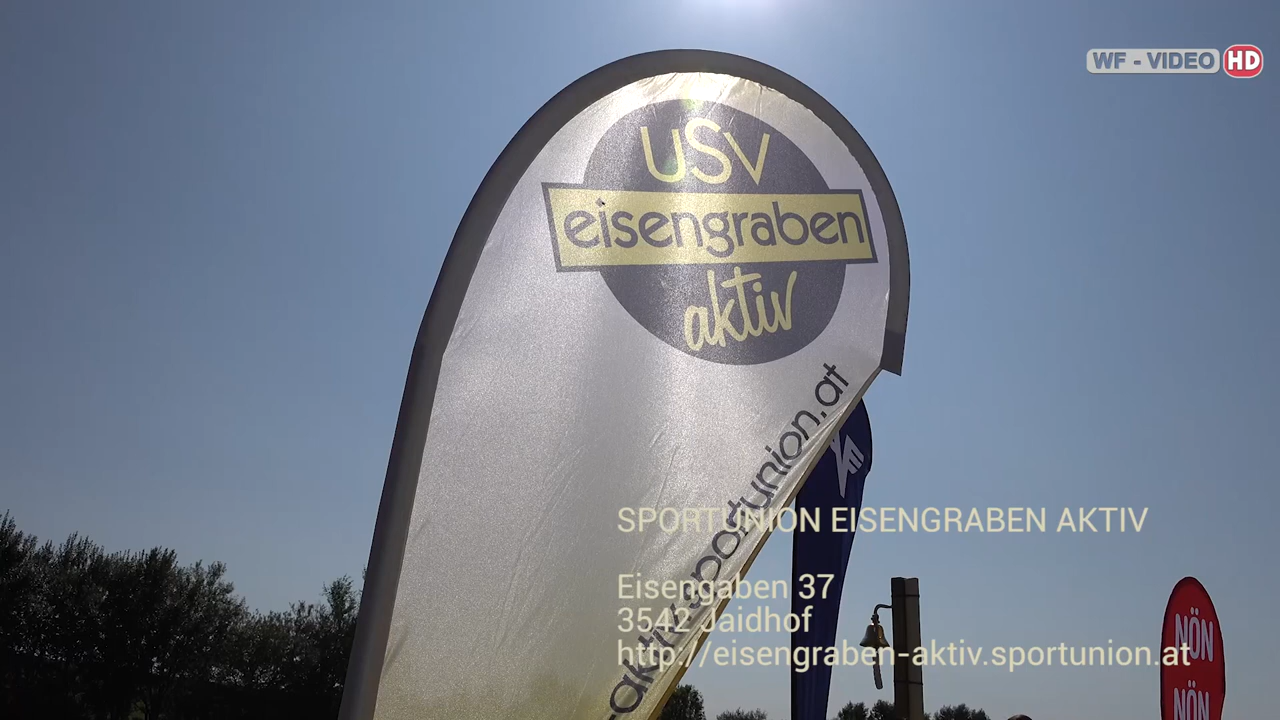 WF - VIDEO HD
USV
eisengraben
aktiv
aktiv.sportunion.at
SPORTUNION EISENGRABEN AKTIV
Eisengaben 37
3542 Jaidhof
http://eisengraben-aktiv.sportunion.at
NÖN
NÖN